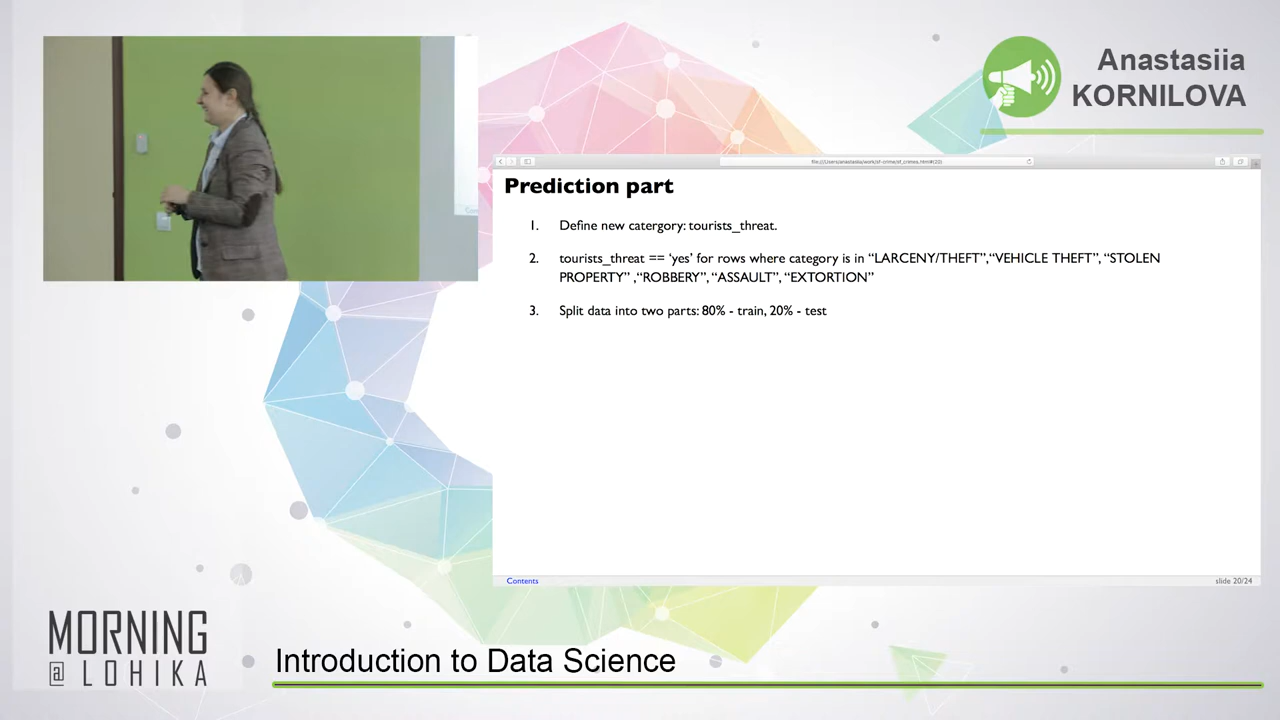 Anastasiia
KORNILOVA
Prediction part
1. Define new catergory: tourists_threat.
2. tourists_threat == ‘yes’ for rows where category is in “LARCENY/THEFT”,“VEHICLE THEFT”, “STOLEN
PROPERTY” ,“ROBBERY”, “ASSAULT”, “EXTORTION”
3. Split data into two parts: 80% - train, 20% - test
Contents
slide 20/24
MORNING
@ LOHIKA
Introduction to Data Science